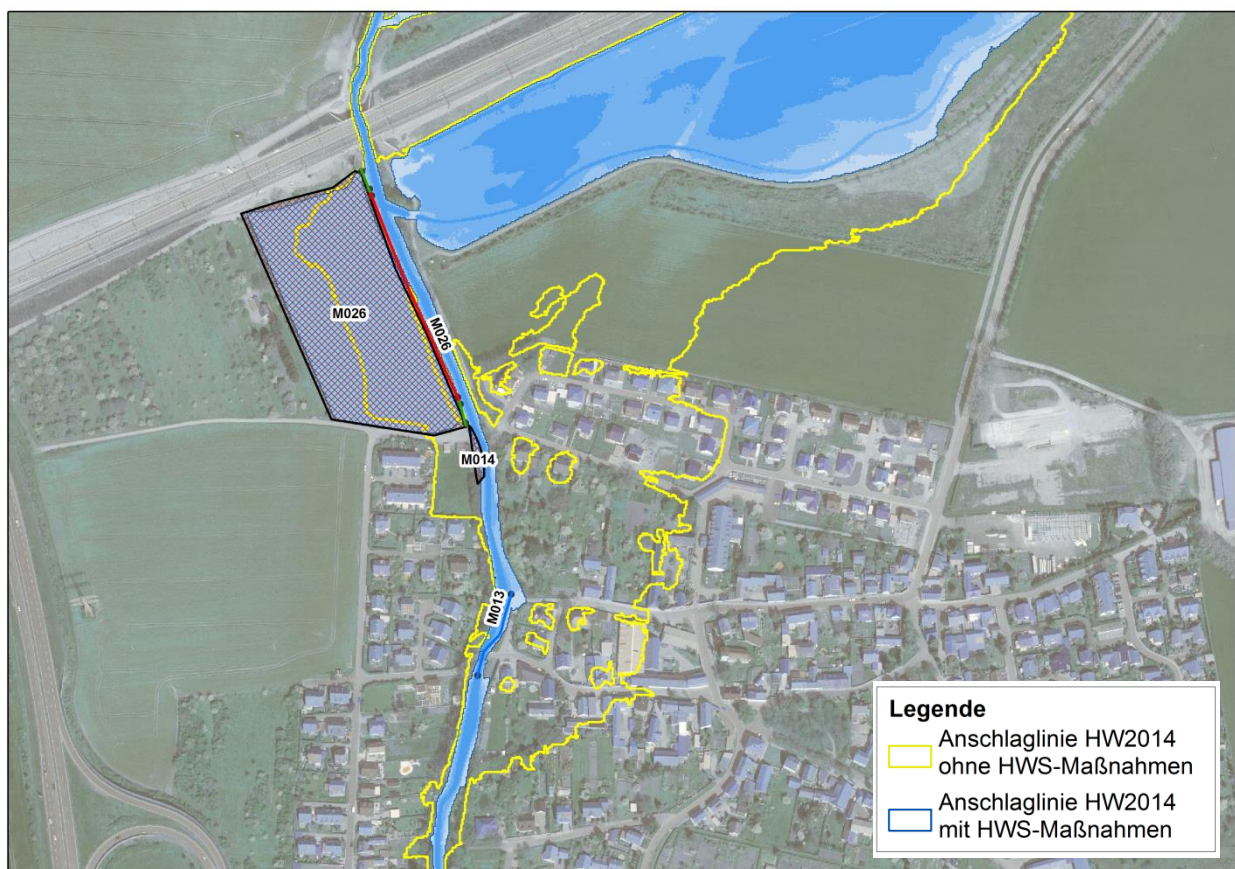 M026
M026
M014
M013
Legende
Anschlaglinie HW2014
ohne HWS-Maßnahmen
Anschlaglinie HW2014
mit HWS-Maßnahmen